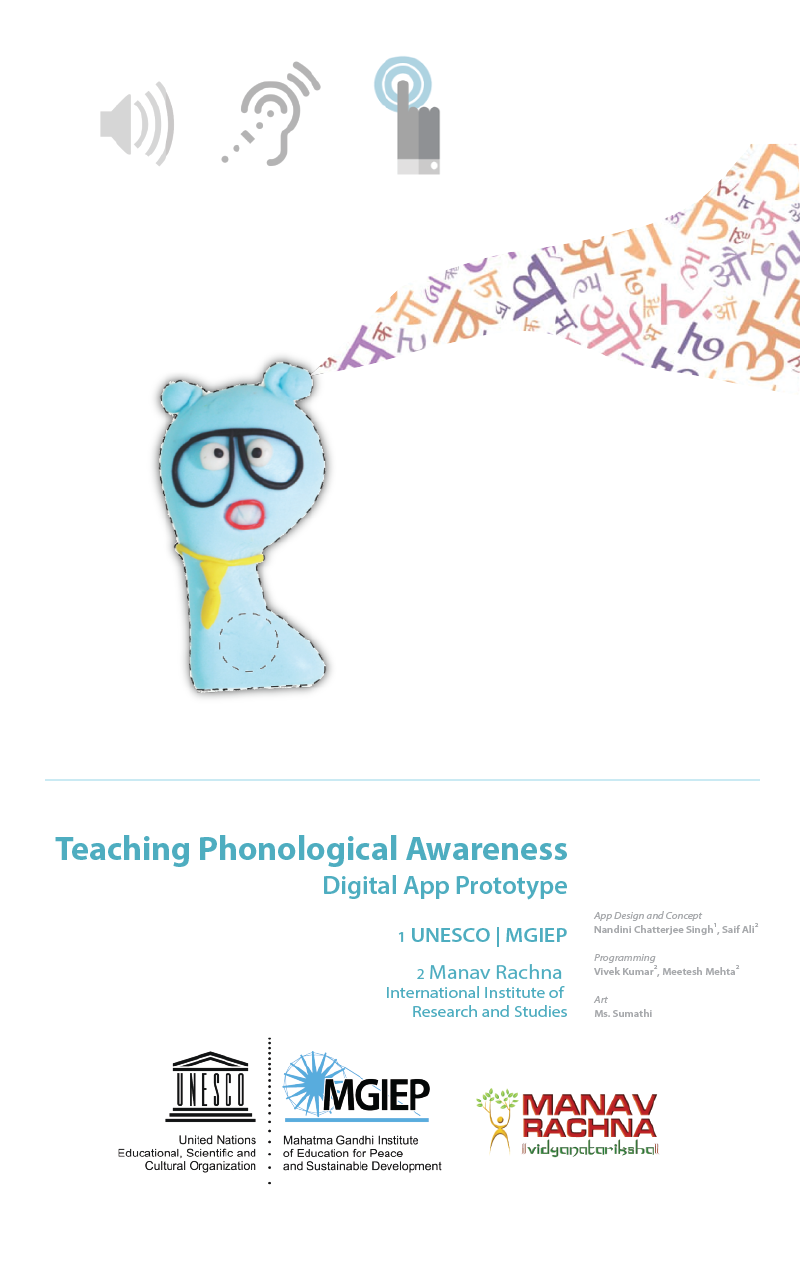 Teaching Phonological Awareness
Digital App Prototype
1 UNESCO | MGIEP
2 Manav Rachna
International Institute of
Research and Studies
App Design and Concept
Nandini Chatterjee Singh¹, Saif Ali²
Programming
Vivek Kumar², Meetesh Mehta²
Art
Ms. Sumathi
UNESCO
United Nations
Educational, Scientific and
Cultural Organization
MGIEP
Mahatma Gandhi Institute
of Education for Peace
and Sustainable Development
MANAV
RACHNA
॥vidyanatariksha॥